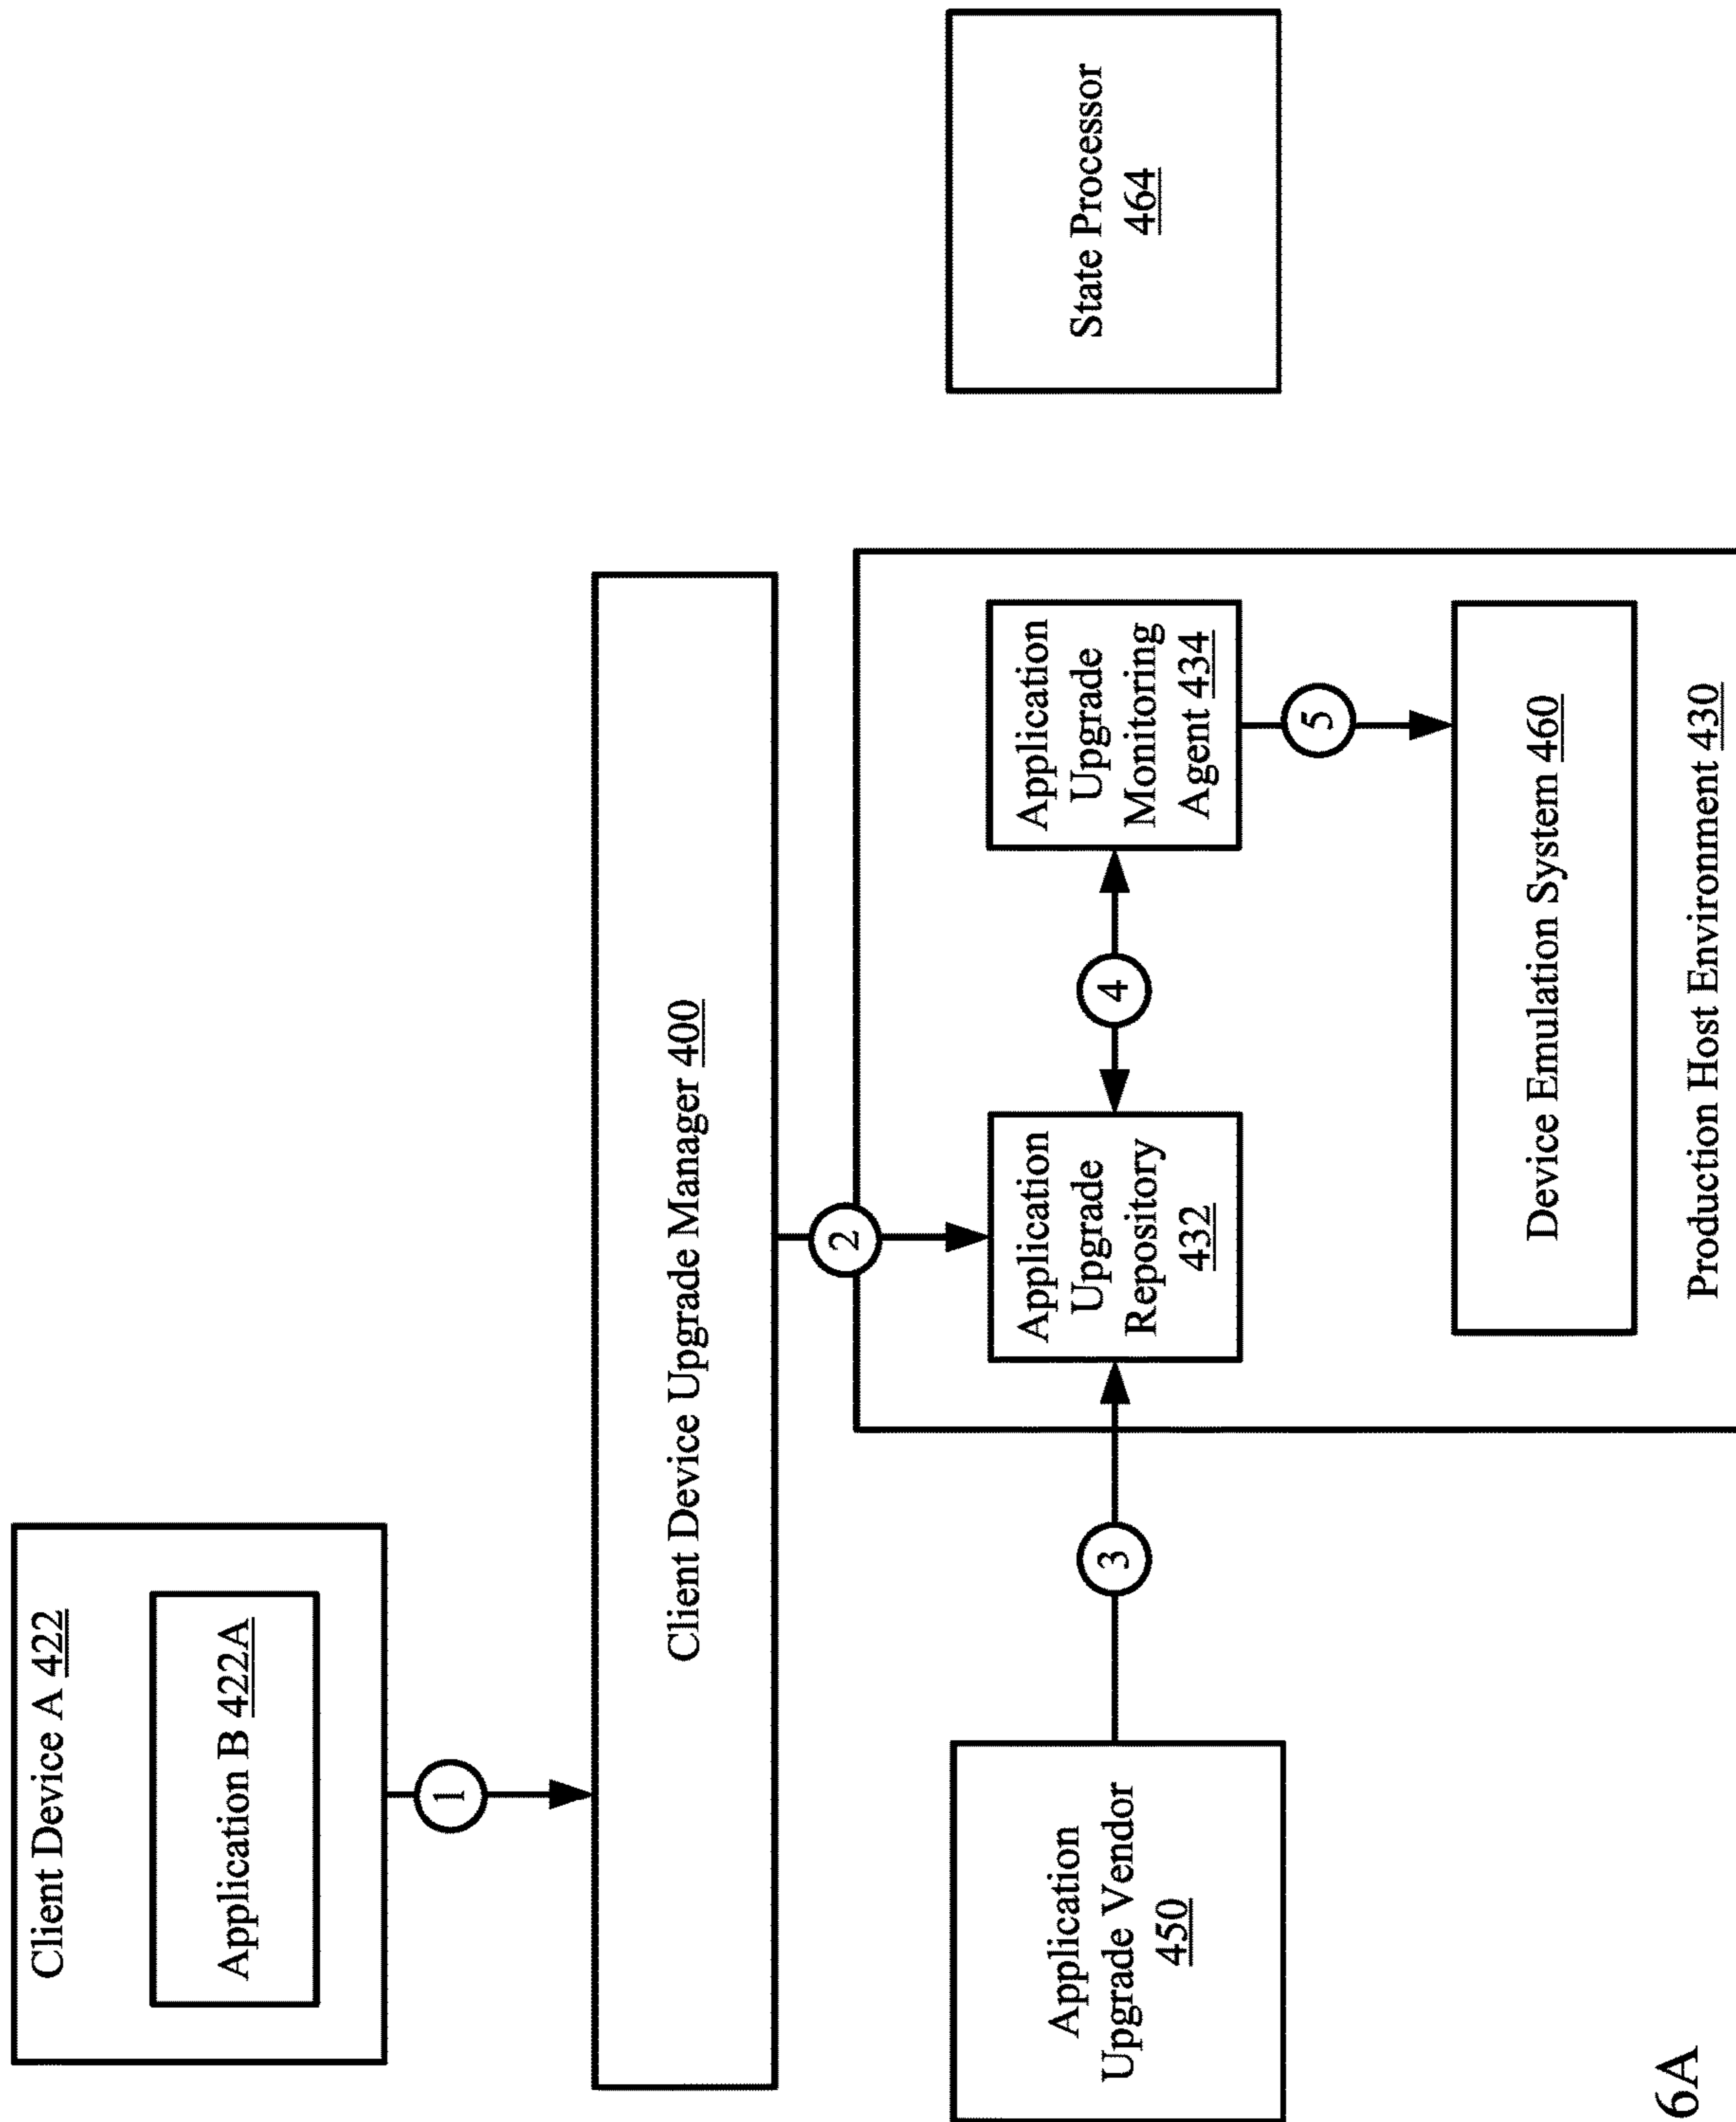 Client Device A 422
Application B 422A
1
Client Device Upgrade Manager 400
2
Application
Upgrade Vendor
450
3
Application
Upgrade
Repository
432
4
Application
Upgrade
Monitoring
Agent 434
5
Device Emulation System 460
Production Host Environment 430
State Processor
464
6A